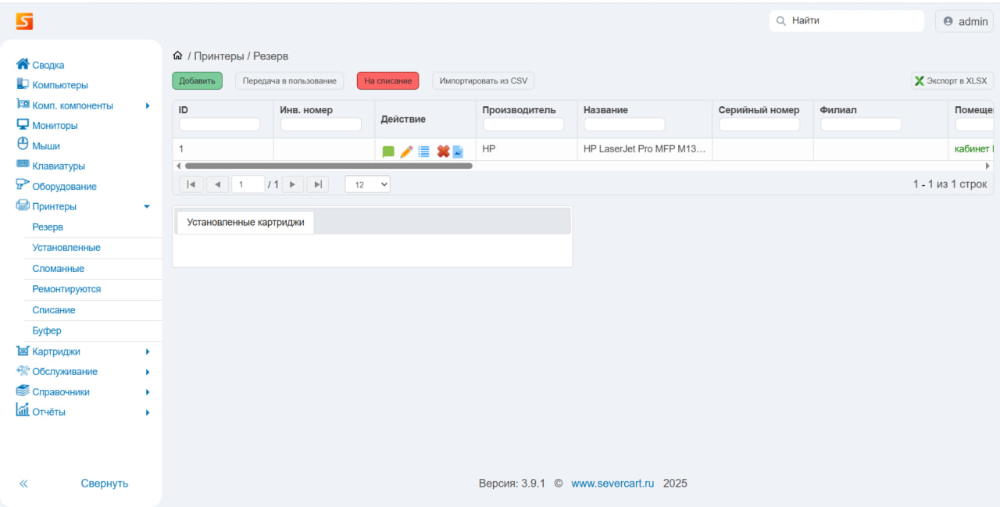 Найти
admin
Сводка
Компьютеры
Комп. компоненты
Мониторы
Мыши
Клавиатуры
Оборудование
Принтеры
Резерв
Установленные
Сломанные
Ремонтируются
Списание
Буфер
Картриджи
Обслуживание
Справочники
Отчёты
Свернуть
/ Принтеры / Резерв
Добавить Передача в пользование На списание Импортировать из CSV Экспорт в XLSX
ID Инв. номер Действие Производитель Название Серийный номер Филиал Помеще
1 HP HP LaserJet Pro MFP M13... кабинет
1 / 1 12 1 - 1 из 1 строк
Установленные картриджи
Версия: 3.9.1 © www.severcart.ru 2025